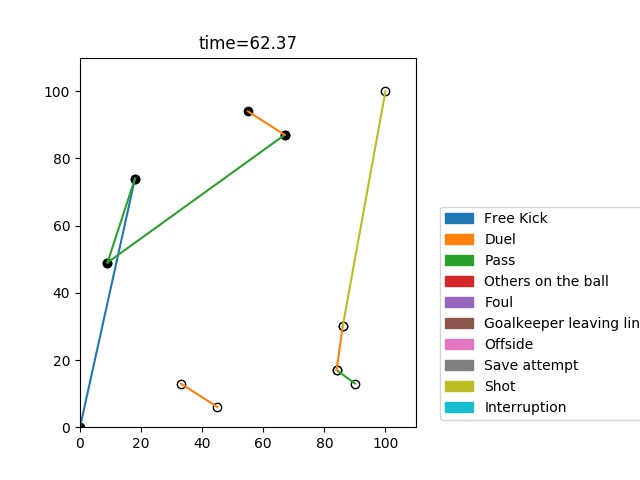 time=62.37
100
80
60
40
20
0
0 20 40 60 80 100
Free Kick
Duel
Pass
Others on the ball
Foul
Goalkeeper leaving lin
Offside
Save attempt
Shot
Interruption